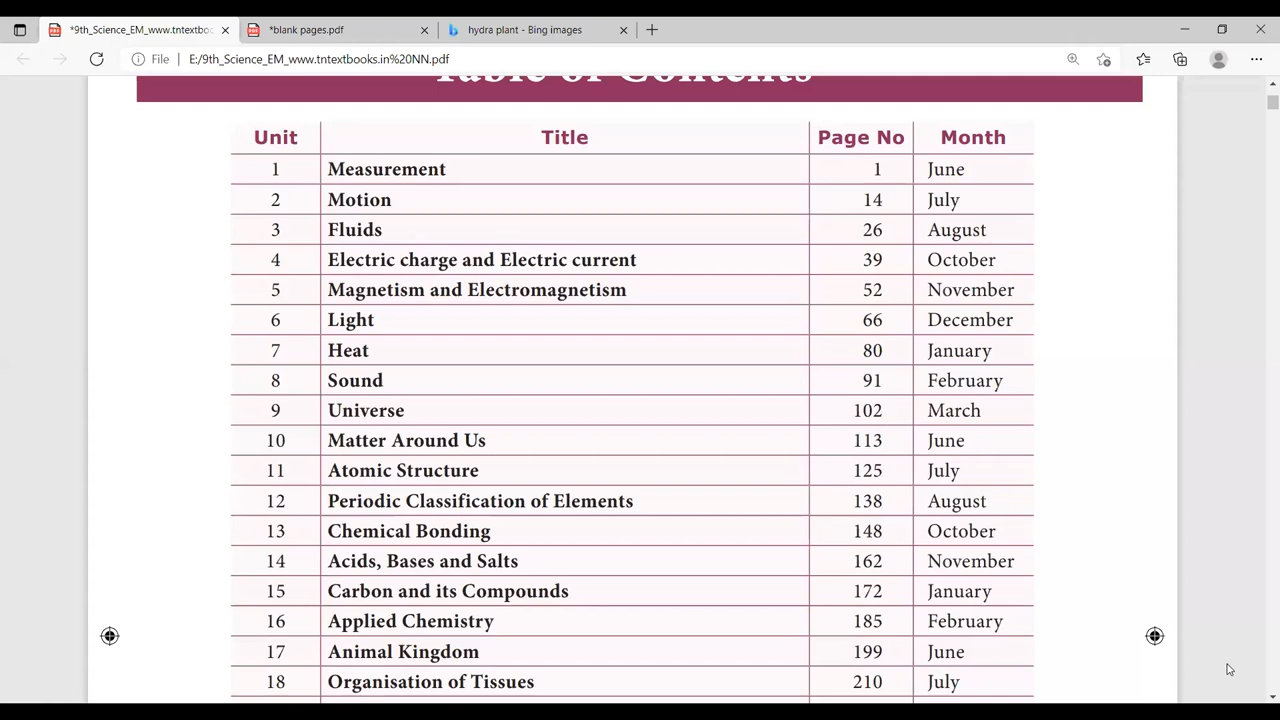 *9th_Science_EM_www.tntextboo
*blank pages.pdf
hydra plant - Bing images
File E:/9th_Science_EM_www.tntextbooks.in%20NN.pdf
Table of Contents
Unit Title Page No Month
1 Measurement 1 June
2 Motion 14 July
3 Fluids 26 August
4 Electric charge and Electric current 39 October
5 Magnetism and Electromagnetism 52 November
6 Light 66 December
7 Heat 80 January
8 Sound 91 February
9 Universe 102 March
10 Matter Around Us 113 June
11 Atomic Structure 125 July
12 Periodic Classification of Elements 138 August
13 Chemical Bonding 148 October
14 Acids, Bases and Salts 162 November
15 Carbon and its Compounds 172 January
16 Applied Chemistry 185 February
17 Animal Kingdom 199 June
18 Organisation of Tissues 210 July